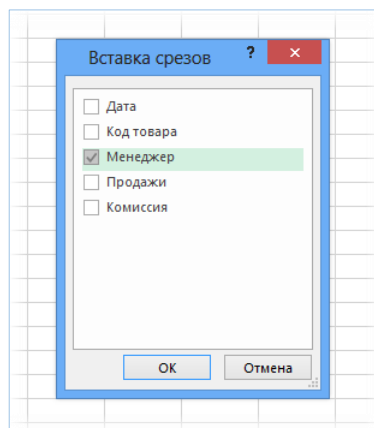 Вставка срезов ? ×
Дата
Код товара
Менеджер
Продажи
Комиссия
ОК Отмена